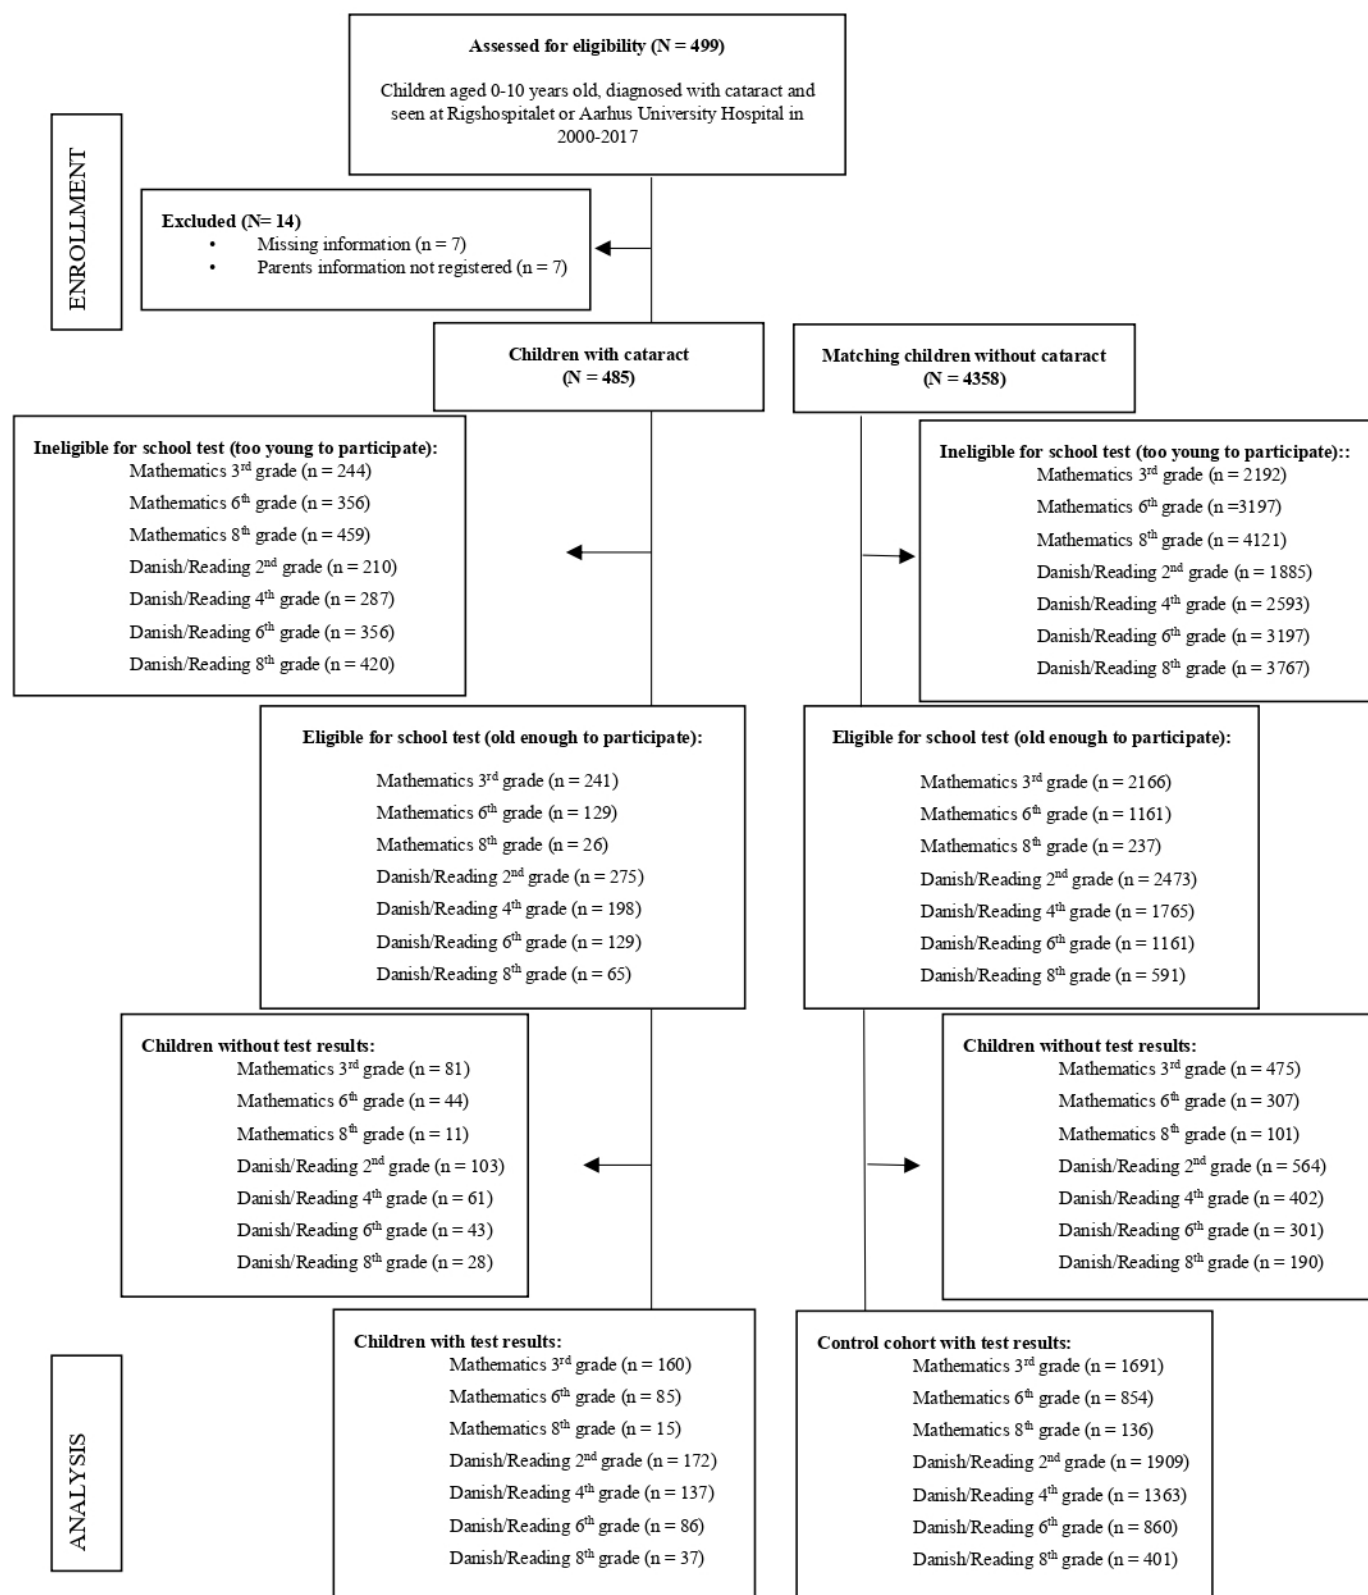 Assessed for eligibility (N = 499)
Children aged 0-10 years old, diagnosed with cataract and
seen at Rigshospitalet or Aarhus University Hospital in
2000-2017
ENROLLMENT
Excluded (N= 14)
• Missing information (n = 7)
• Parents information not registered (n = 7)
Children with cataract
(N = 485)
Matching children without cataract
(N = 4358)
Ineligible for school test (too young to participate):
Mathematics 3rd grade (n = 244)
Mathematics 6th grade (n = 356)
Mathematics 8th grade (n = 459)
Danish/Reading 2nd grade (n = 210)
Danish/Reading 4th grade (n = 287)
Danish/Reading 6th grade (n = 356)
Danish/Reading 8th grade (n = 420)
Ineligible for school test (too young to participate)::
Mathematics 3rd grade (n = 2192)
Mathematics 6th grade (n =3197)
Mathematics 8th grade (n = 4121)
Danish/Reading 2nd grade (n = 1885)
Danish/Reading 4th grade (n = 2593)
Danish/Reading 6th grade (n = 3197)
Danish/Reading 8th grade (n = 3767)
Eligible for school test (old enough to participate):
Mathematics 3rd grade (n = 241)
Mathematics 6th grade (n = 129)
Mathematics 8th grade (n = 26)
Danish/Reading 2nd grade (n = 275)
Danish/Reading 4th grade (n = 198)
Danish/Reading 6th grade (n = 129)
Danish/Reading 8th grade (n = 65)
Eligible for school test (old enough to participate):
Mathematics 3rd grade (n = 2166)
Mathematics 6th grade (n = 1161)
Mathematics 8th grade (n = 237)
Danish/Reading 2nd grade (n = 2473)
Danish/Reading 4th grade (n = 1765)
Danish/Reading 6th grade (n = 1161)
Danish/Reading 8th grade (n = 591)
Children without test results:
Mathematics 3rd grade (n = 81)
Mathematics 6th grade (n = 44)
Mathematics 8th grade (n = 11)
Danish/Reading 2nd grade (n = 103)
Danish/Reading 4th grade (n = 61)
Danish/Reading 6th grade (n = 43)
Danish/Reading 8th grade (n = 28)
Children without test results:
Mathematics 3rd grade (n = 475)
Mathematics 6th grade (n = 307)
Mathematics 8th grade (n = 101)
Danish/Reading 2nd grade (n = 564)
Danish/Reading 4th grade (n = 402)
Danish/Reading 6th grade (n = 301)
Danish/Reading 8th grade (n = 190)
ANALYSIS
Children with test results:
Mathematics 3rd grade (n = 160)
Mathematics 6th grade (n = 85)
Mathematics 8th grade (n = 15)
Danish/Reading 2nd grade (n = 172)
Danish/Reading 4th grade (n = 137)
Danish/Reading 6th grade (n = 86)
Danish/Reading 8th grade (n = 37)
Control cohort with test results:
Mathematics 3rd grade (n = 1691)
Mathematics 6th grade (n = 854)
Mathematics 8th grade (n = 136)
Danish/Reading 2nd grade (n = 1909)
Danish/Reading 4th grade (n = 1363)
Danish/Reading 6th grade (n = 860)
Danish/Reading 8th grade (n = 401)